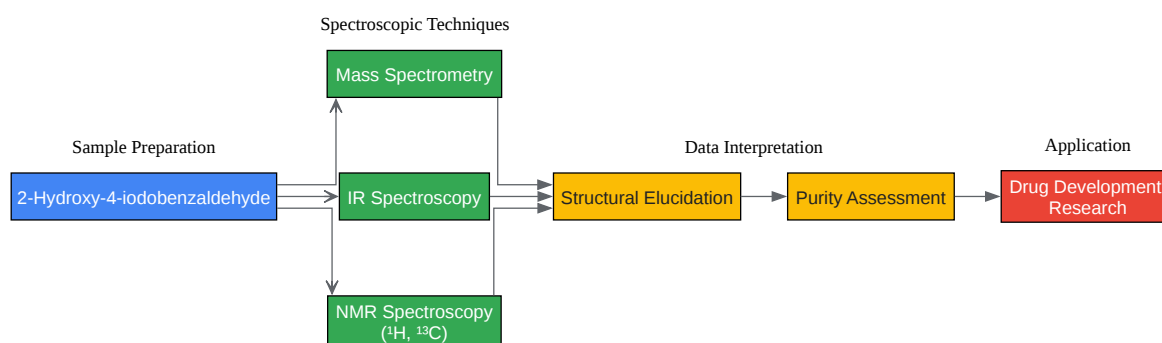 Spectroscopic Techniques
Mass Spectrometry
Sample Preparation
Data Interpretation
Application
2-Hydroxy-4-iodobenzaldehyde
IR Spectroscopy
Structural Elucidation
Purity Assessment
Drug Development
Research
NMR Spectroscopy
(¹H, ¹³C)